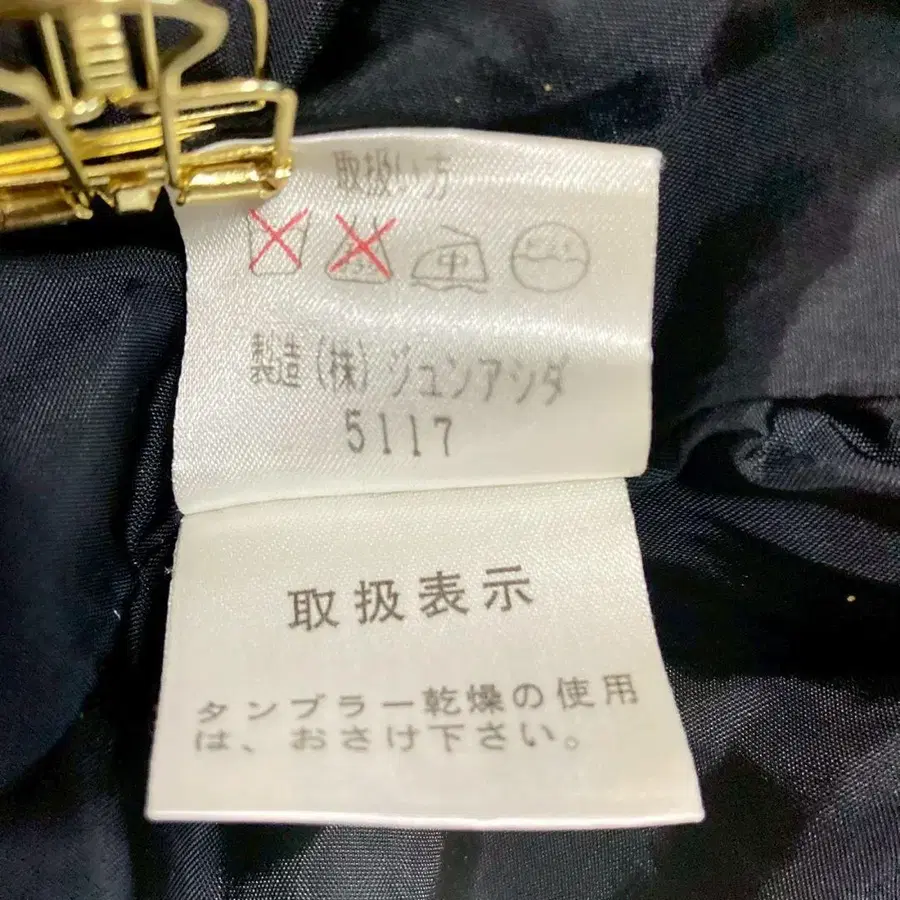 取扱い方
中
製造(株)ジュンアシダ
5117
取扱表示
タンブラー乾燥の使用
は、おさけ下さい。